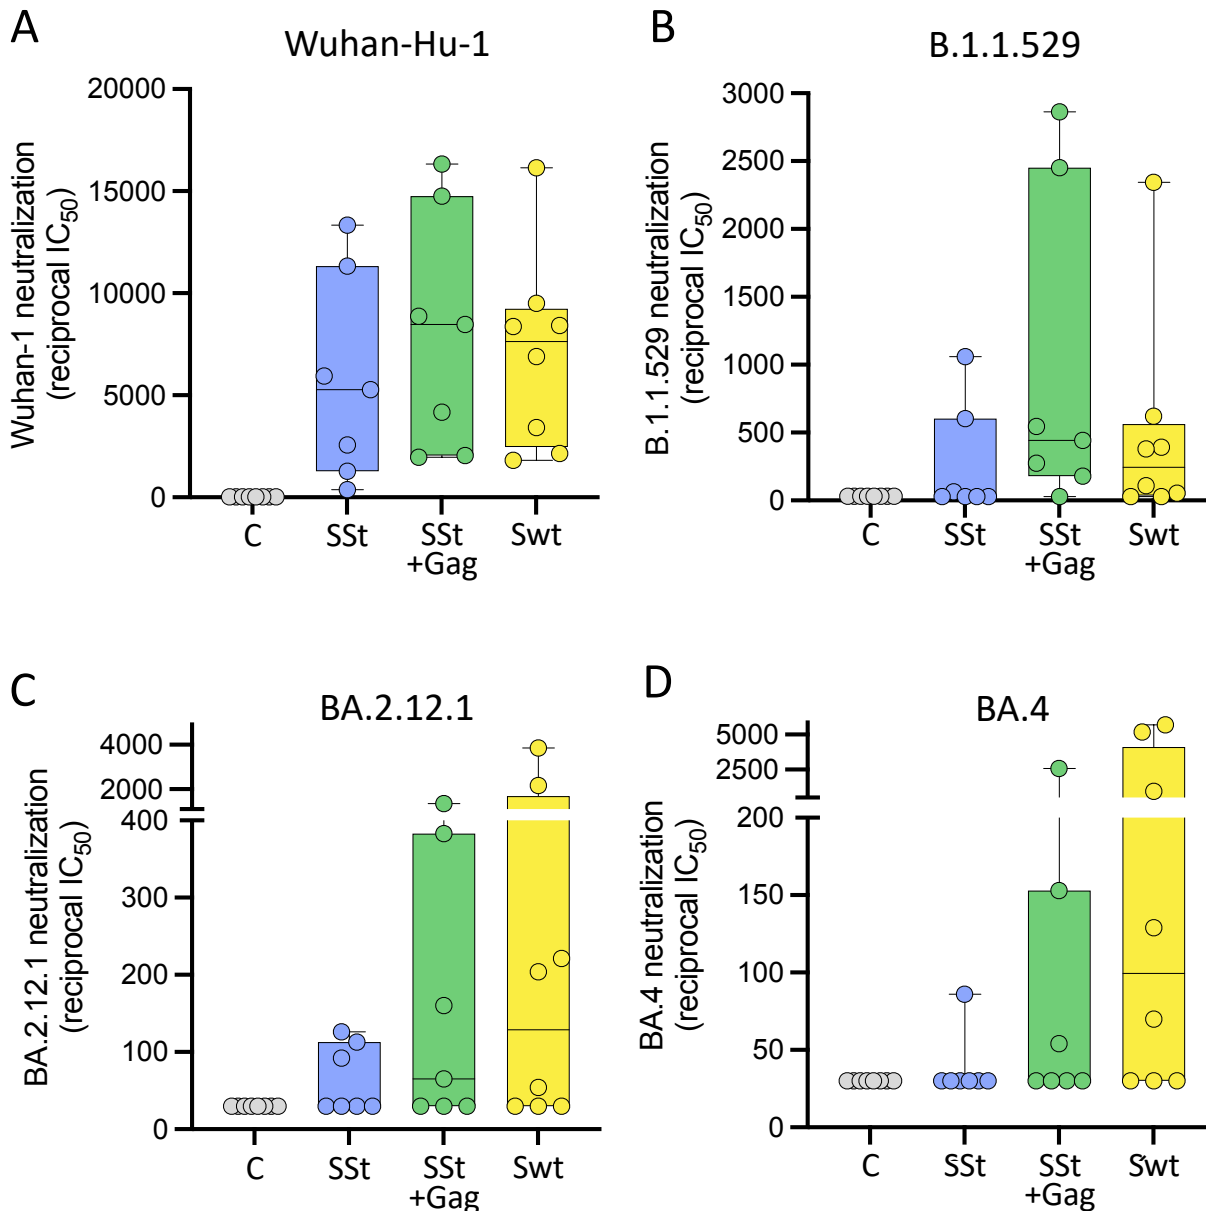 A
Wuhan-Hu-1
Wuhan-1 neutralization
(reciprocal IC50)
20000
15000
10000
5000
0
C
SSt
SSt
+Gag
Swt
B
B.1.1.529
B.1.1.529 neutralization
(reciprocal IC50)
3000
2500
2000
1500
1000
500
0
C
SSt
SSt
+Gag
Swt
C
BA.2.12.1
BA.2.12.1 neutralization
(reciprocal IC50)
4000
2000
400
300
200
100
0
C
SSt
SSt
+Gag
Swt
D
BA.4
BA.4 neutralization
(reciprocal IC50)
5000
2500
200
150
100
50
0
C
SSt
SSt
+Gag
Swt